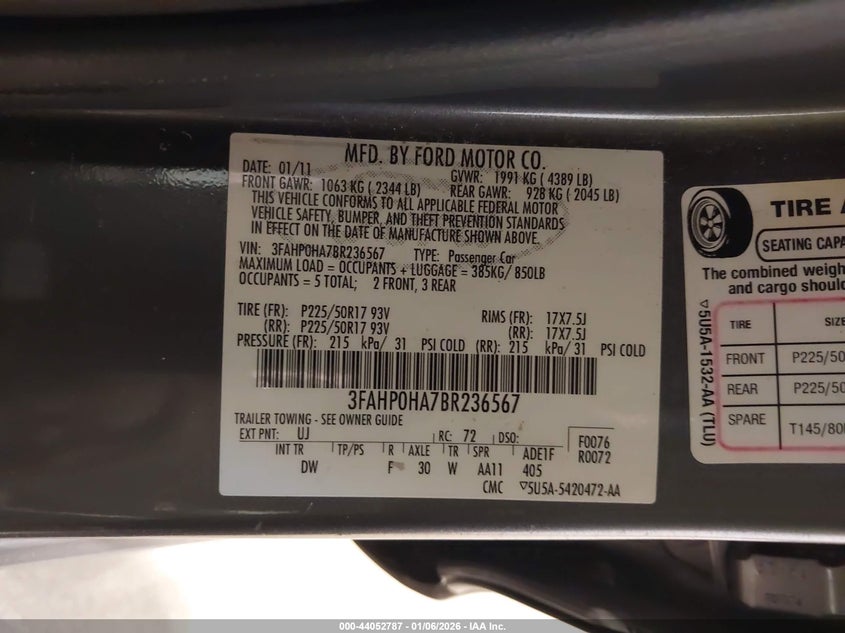 MFD. BY FORD MOTOR CO.
DATE: 01/11
GVWR: 1991 KG ( 4389 LB)
FRONT GAWR: 1063 KG ( 2344 LB)
REAR GAWR: 928 KG ( 2045 LB)
THIS VEHICLE CONFORMS TO ALL APPLICABLE FEDERAL MOTOR
VEHICLE SAFETY, BUMPER, AND THEFT PREVENTION STANDARDS
IN EFFECT ON THE DATE OF MANUFACTURE SHOWN ABOVE.
VIN: 3FAHP0HA7BR236567 TYPE: Passenger Car
MAXIMUM LOAD = OCCUPANTS + LUGGAGE = 385KG/ 850LB
OCCUPANTS = 5 TOTAL; 2 FRONT, 3 REAR
TIRE (FR): P225/50R17 93V RIMS (FR): 17X7.5J
(RR): P225/50R17 93V (RR): 17X7.5J
PRESSURE (FR): 215 kPa/ 31 PSI COLD (RR): 215 kPa/ 31 PSI COLD
3FAHP0HA7BR236567
TRAILER TOWING - SEE OWNER GUIDE
EXT PNT: UJ RC: 72 DSO: F0076
INT TR TP/PS R AXLE TR SPR ADE1F R0072
DW F 30 W AA11 405
CMC ▽5U5A-5420472-AA
TIRE A
SEATING CAPA
The combined weigh
and cargo shoul
▽5U5A-1532-AA (TLU)
TIRE SIZE
FRONT P225/50
REAR P225/50
SPARE T145/80
000-44052787 - 01/06/2026 - IAA Inc.